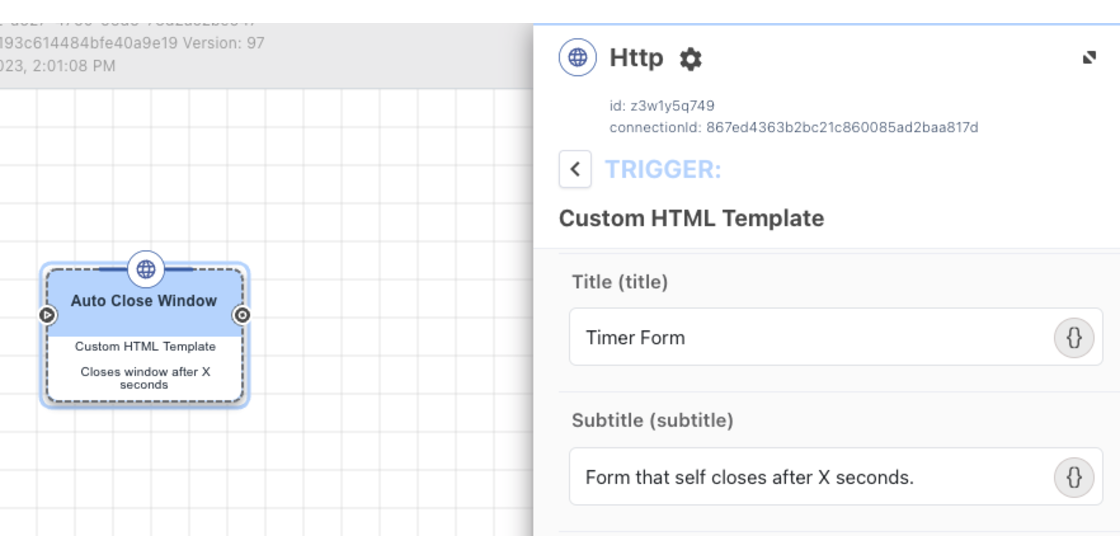 193c614484bfe40a9e19 Version: 97
023, 2:01:08 PM
Auto Close Window
Custom HTML Template
Closes window after X
seconds
Http
id: z3w1y5q749
connectionId: 867ed4363b2bc21c860085ad2baa817d
TRIGGER:
Custom HTML Template
Title (title)
Timer Form
{}
Subtitle (subtitle)
Form that self closes after X seconds.
{}